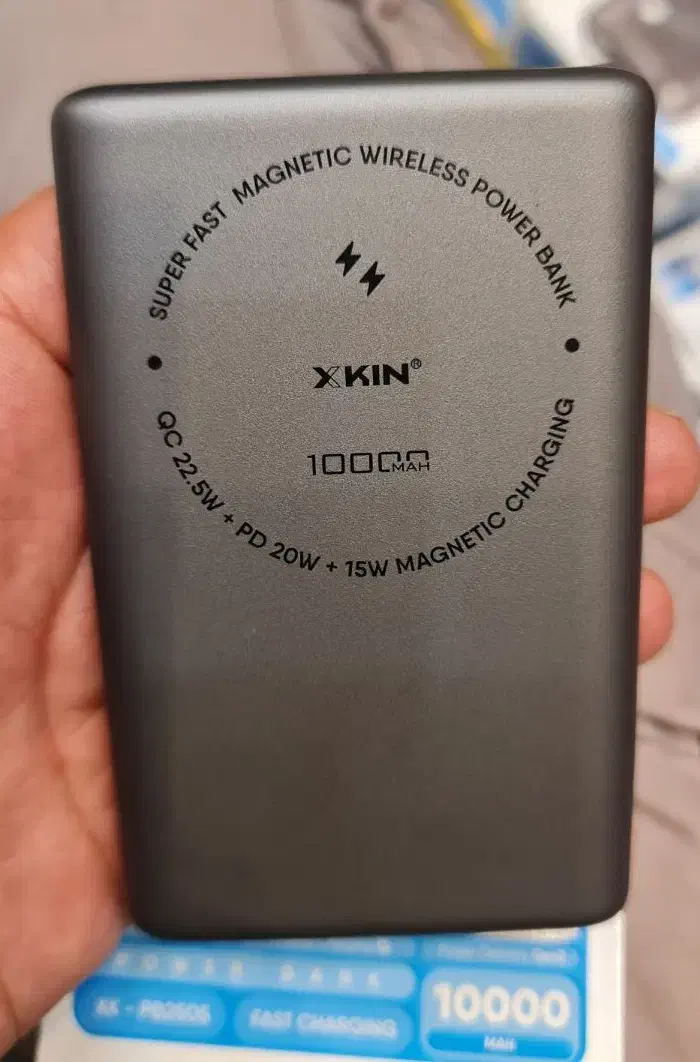 SUPER FAST MAGNETIC WIRELESS POWER BANK
XKIN®
10000MAH
QC 22.5W + PD 20W + 15W MAGNETIC CHARGING
POWER BANK
FAST CHARGING
10000
MAH